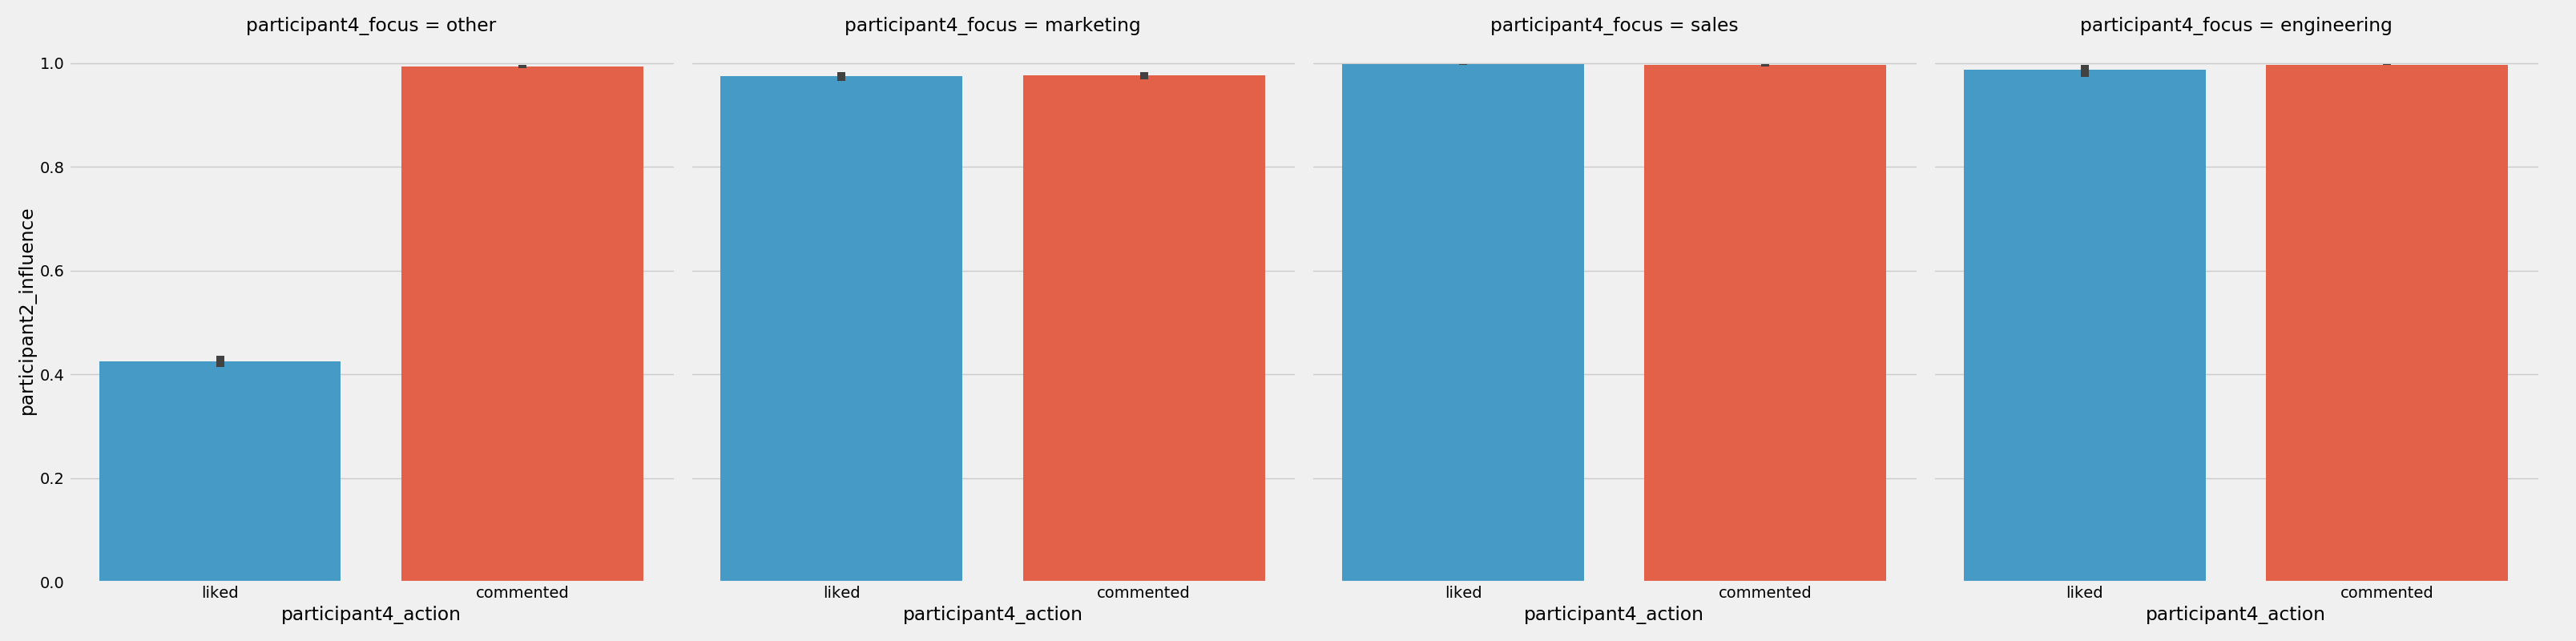 participant4_focus = other
participant4_focus = marketing
participant4_focus = sales
participant4_focus = engineering
participant2_influence
1.0
0.8
0.6
0.4
0.2
0.0
liked
commented
liked
commented
liked
commented
liked
commented
participant4_action
participant4_action
participant4_action
participant4_action